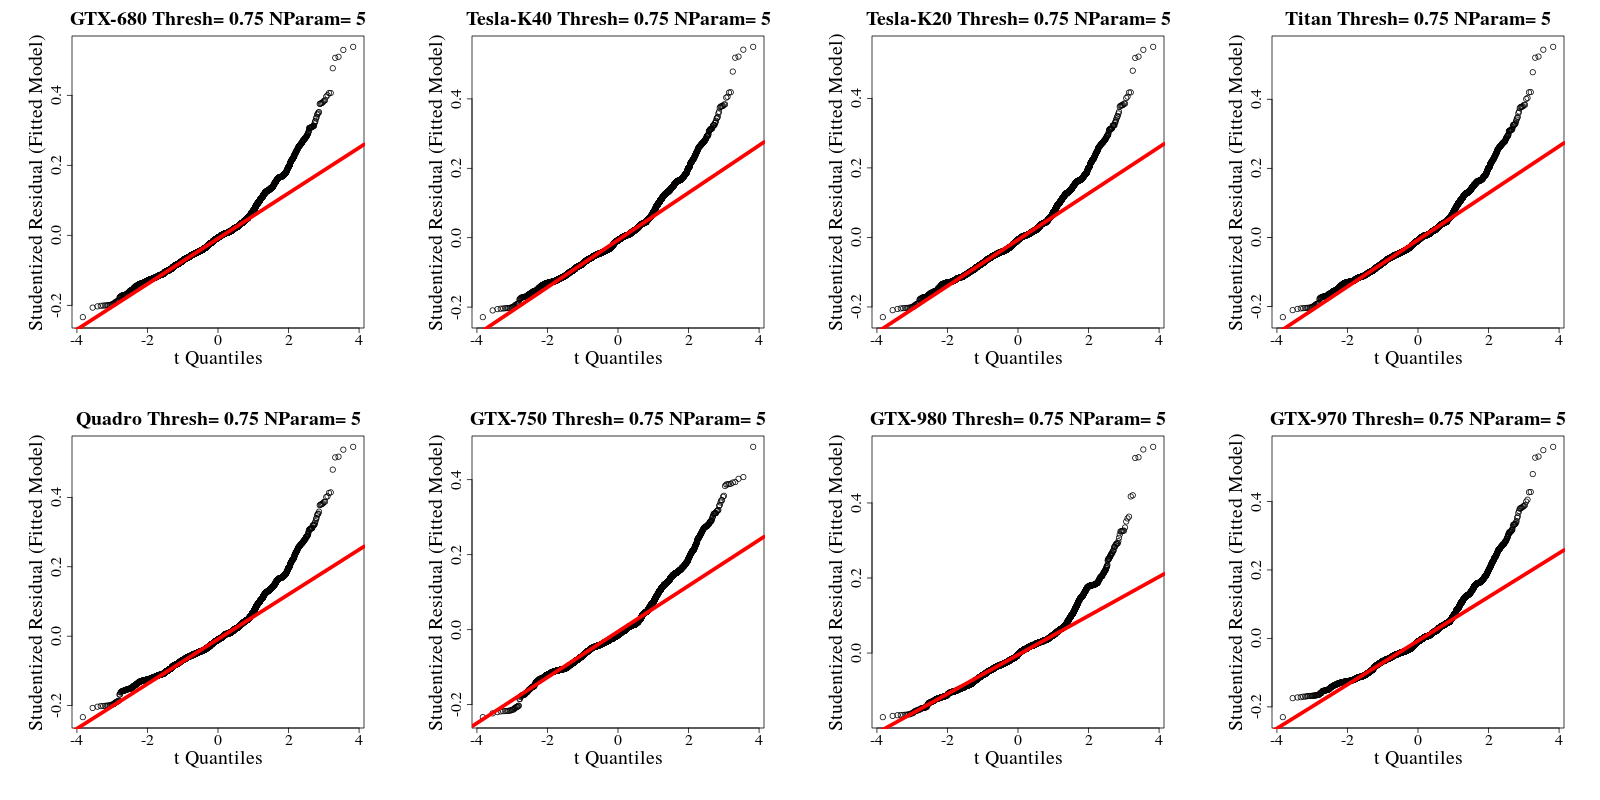 GTX-680 Thresh= 0.75 NParam= 5
Studentized Residual (Fitted Model)
-0.2 0.0 0.2 0.4
-4 -2 0 2 4
t Quantiles
Tesla-K40 Thresh= 0.75 NParam= 5
Studentized Residual (Fitted Model)
-0.2 0.0 0.2 0.4
-4 -2 0 2 4
t Quantiles
Tesla-K20 Thresh= 0.75 NParam= 5
Studentized Residual (Fitted Model)
-0.2 0.0 0.2 0.4
-4 -2 0 2 4
t Quantiles
Titan Thresh= 0.75 NParam= 5
Studentized Residual (Fitted Model)
-0.2 0.0 0.2 0.4
-4 -2 0 2 4
t Quantiles
Quadro Thresh= 0.75 NParam= 5
Studentized Residual (Fitted Model)
-0.2 0.0 0.2 0.4
-4 -2 0 2 4
t Quantiles
GTX-750 Thresh= 0.75 NParam= 5
Studentized Residual (Fitted Model)
-0.2 0.0 0.2 0.4
-4 -2 0 2 4
t Quantiles
GTX-980 Thresh= 0.75 NParam= 5
Studentized Residual (Fitted Model)
0.0 0.2 0.4
-4 -2 0 2 4
t Quantiles
GTX-970 Thresh= 0.75 NParam= 5
Studentized Residual (Fitted Model)
-0.2 0.0 0.2 0.4
-4 -2 0 2 4
t Quantiles